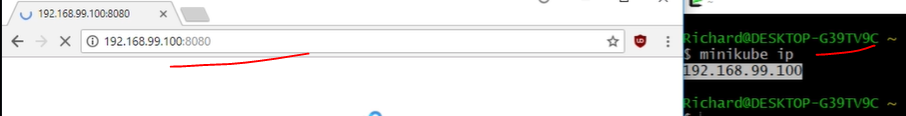 192.168.99.100:8080
192.168.99.100:8080
Richard@DESKTOP-G39TV9C ~
$ minikube ip
192.168.99.100
Richard@DESKTOP-G39TV9C ~
$